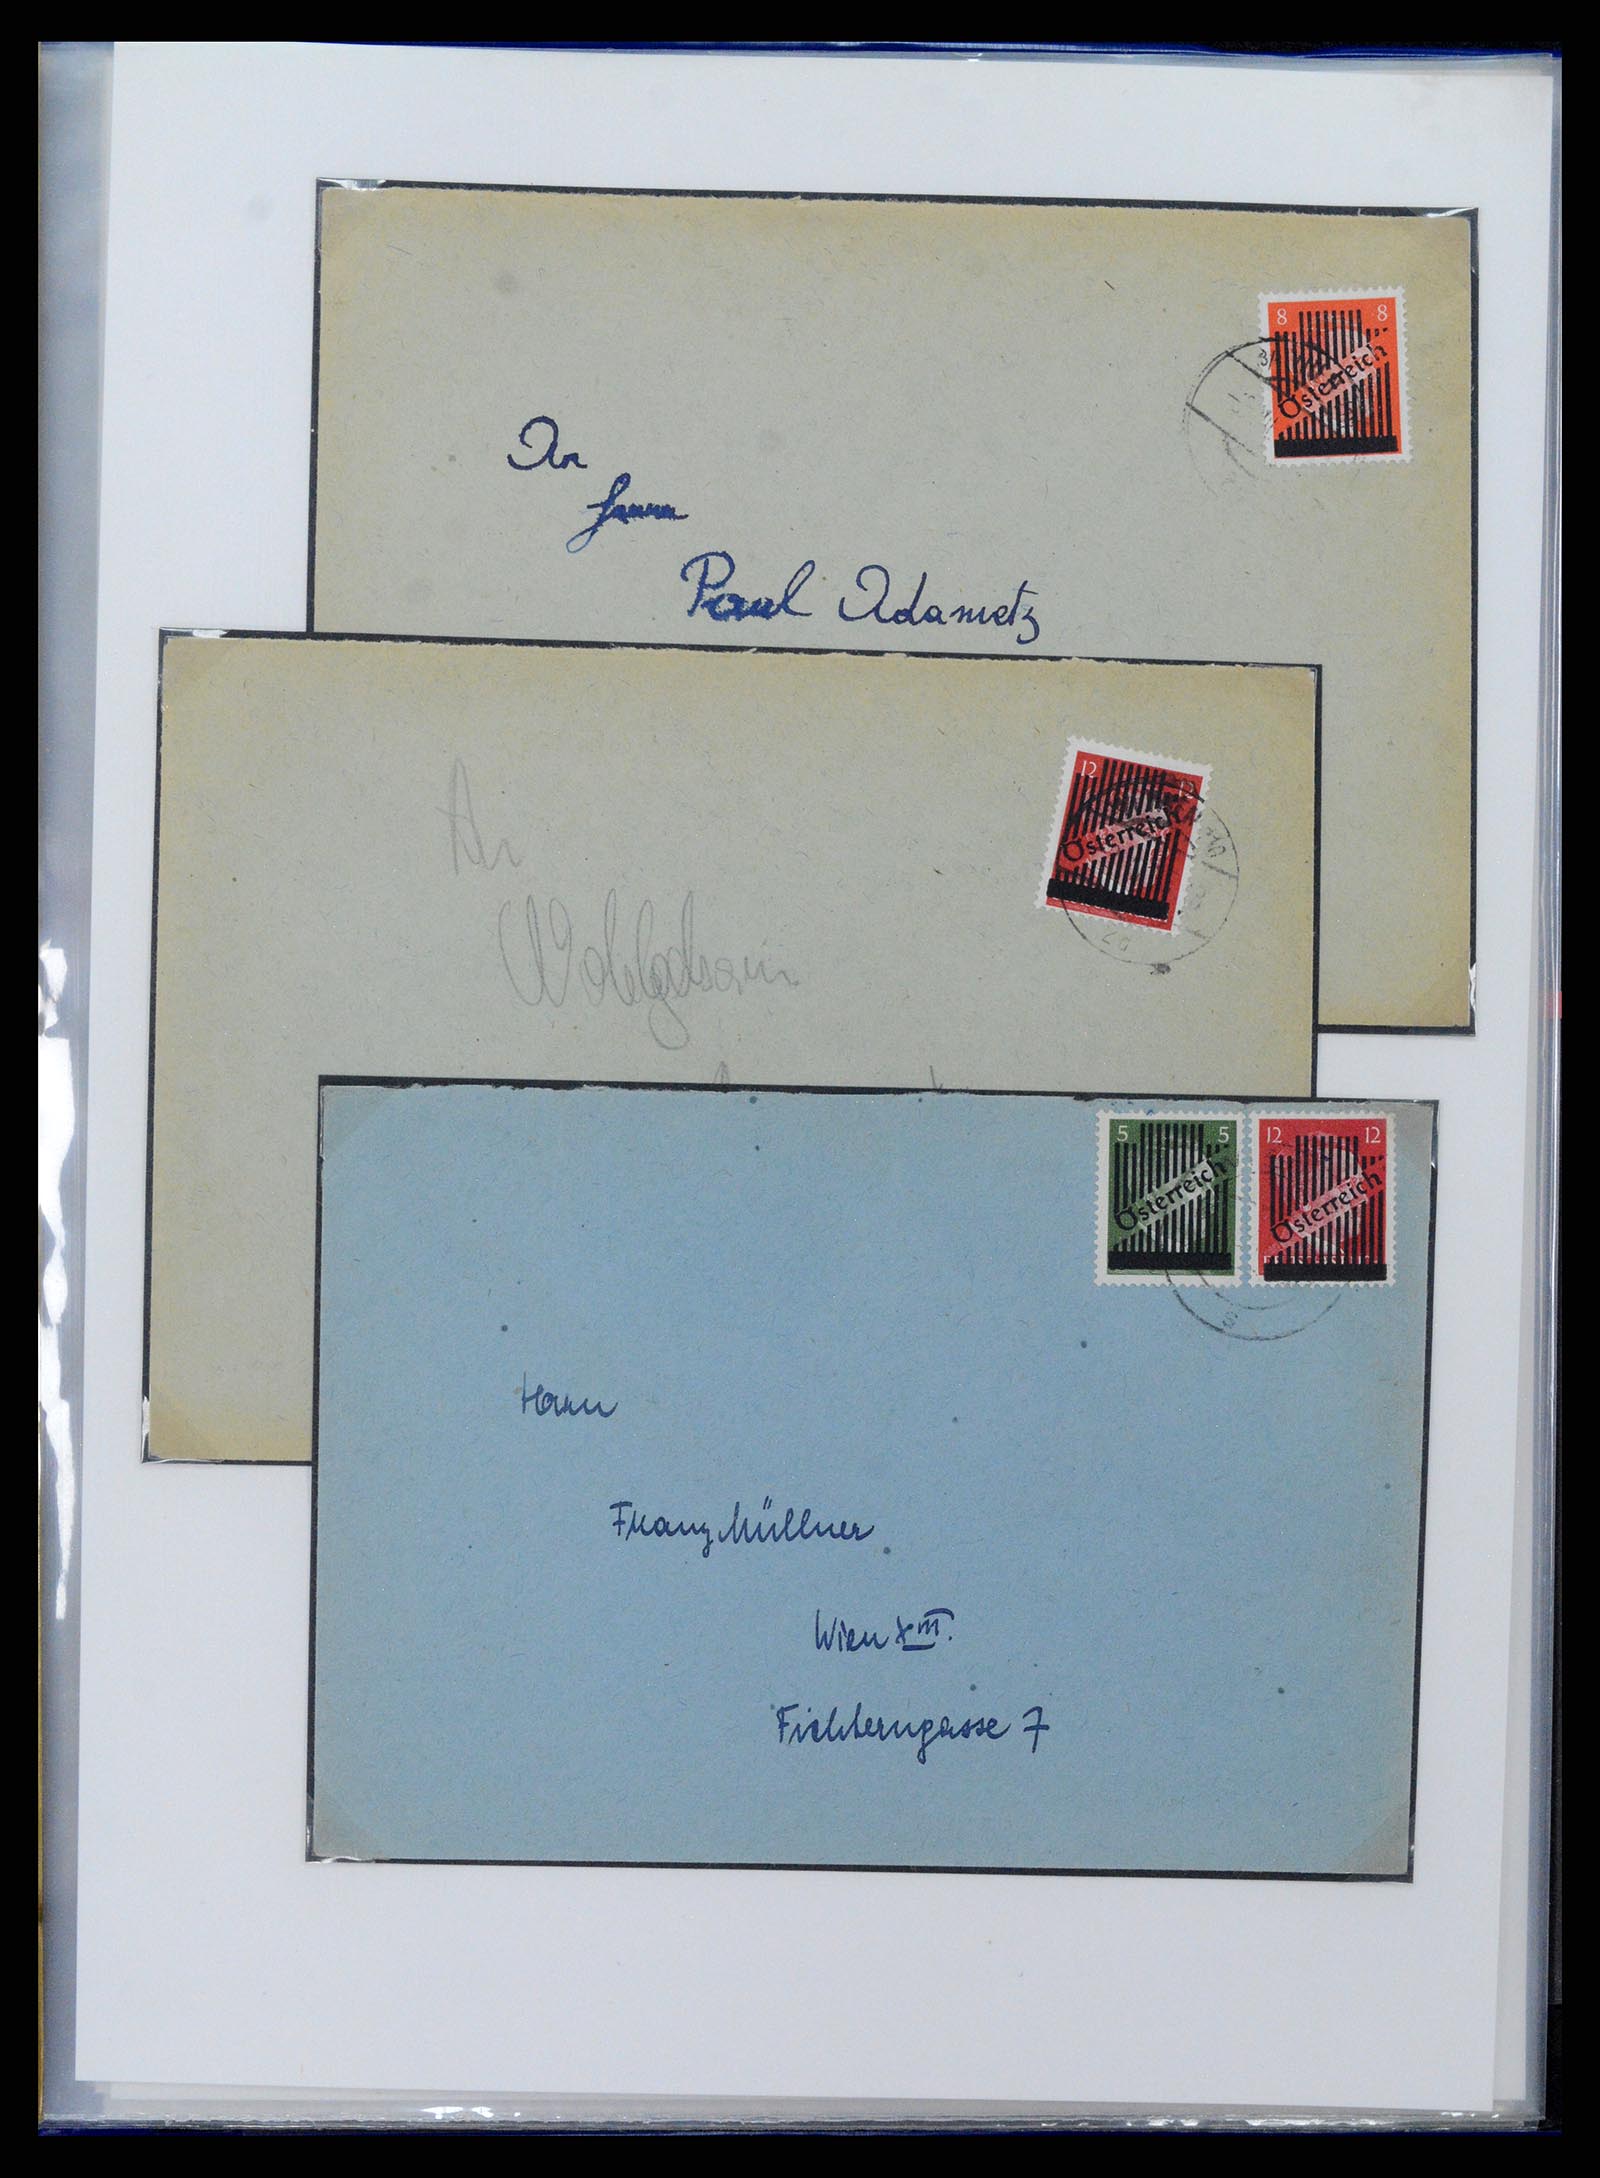 8 8
Österreich
An
Herrn
Paul Adametz
12 12
Österreich
An
5 5
Österreich
12 12
Österreich
Herrn
Franz Müllner
Wien XIII.
Fichtnergasse 7